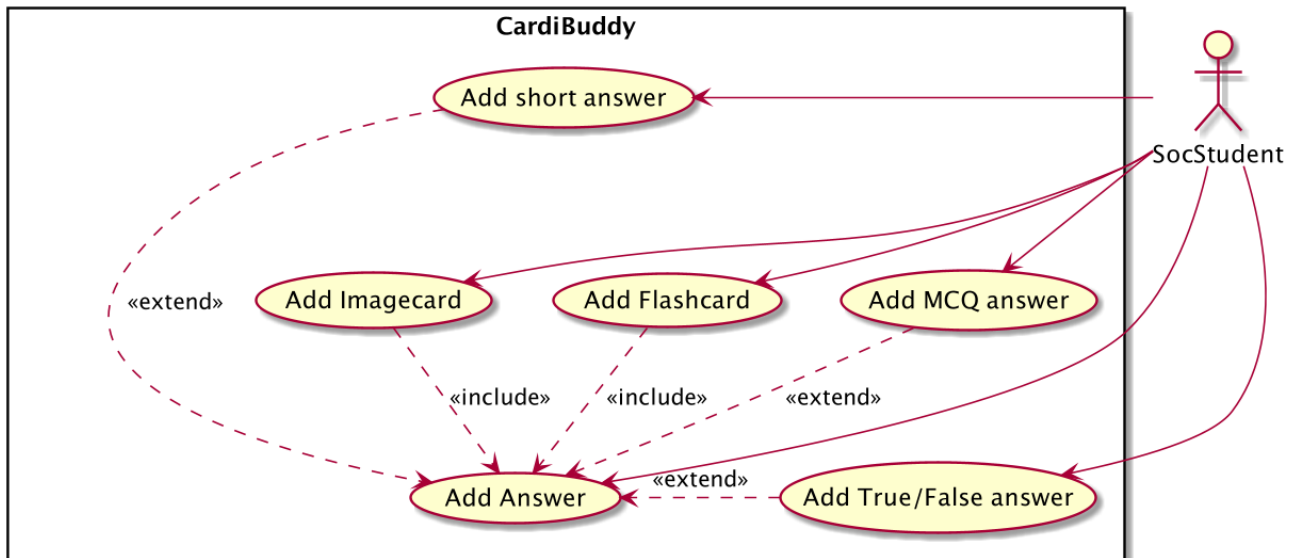 CardiBuddy
Add short answer
SocStudent
«extend»
Add Imagecard
Add Flashcard
Add MCQ answer
«include»
«include»
«extend»
«extend»
Add Answer
Add True/False answer